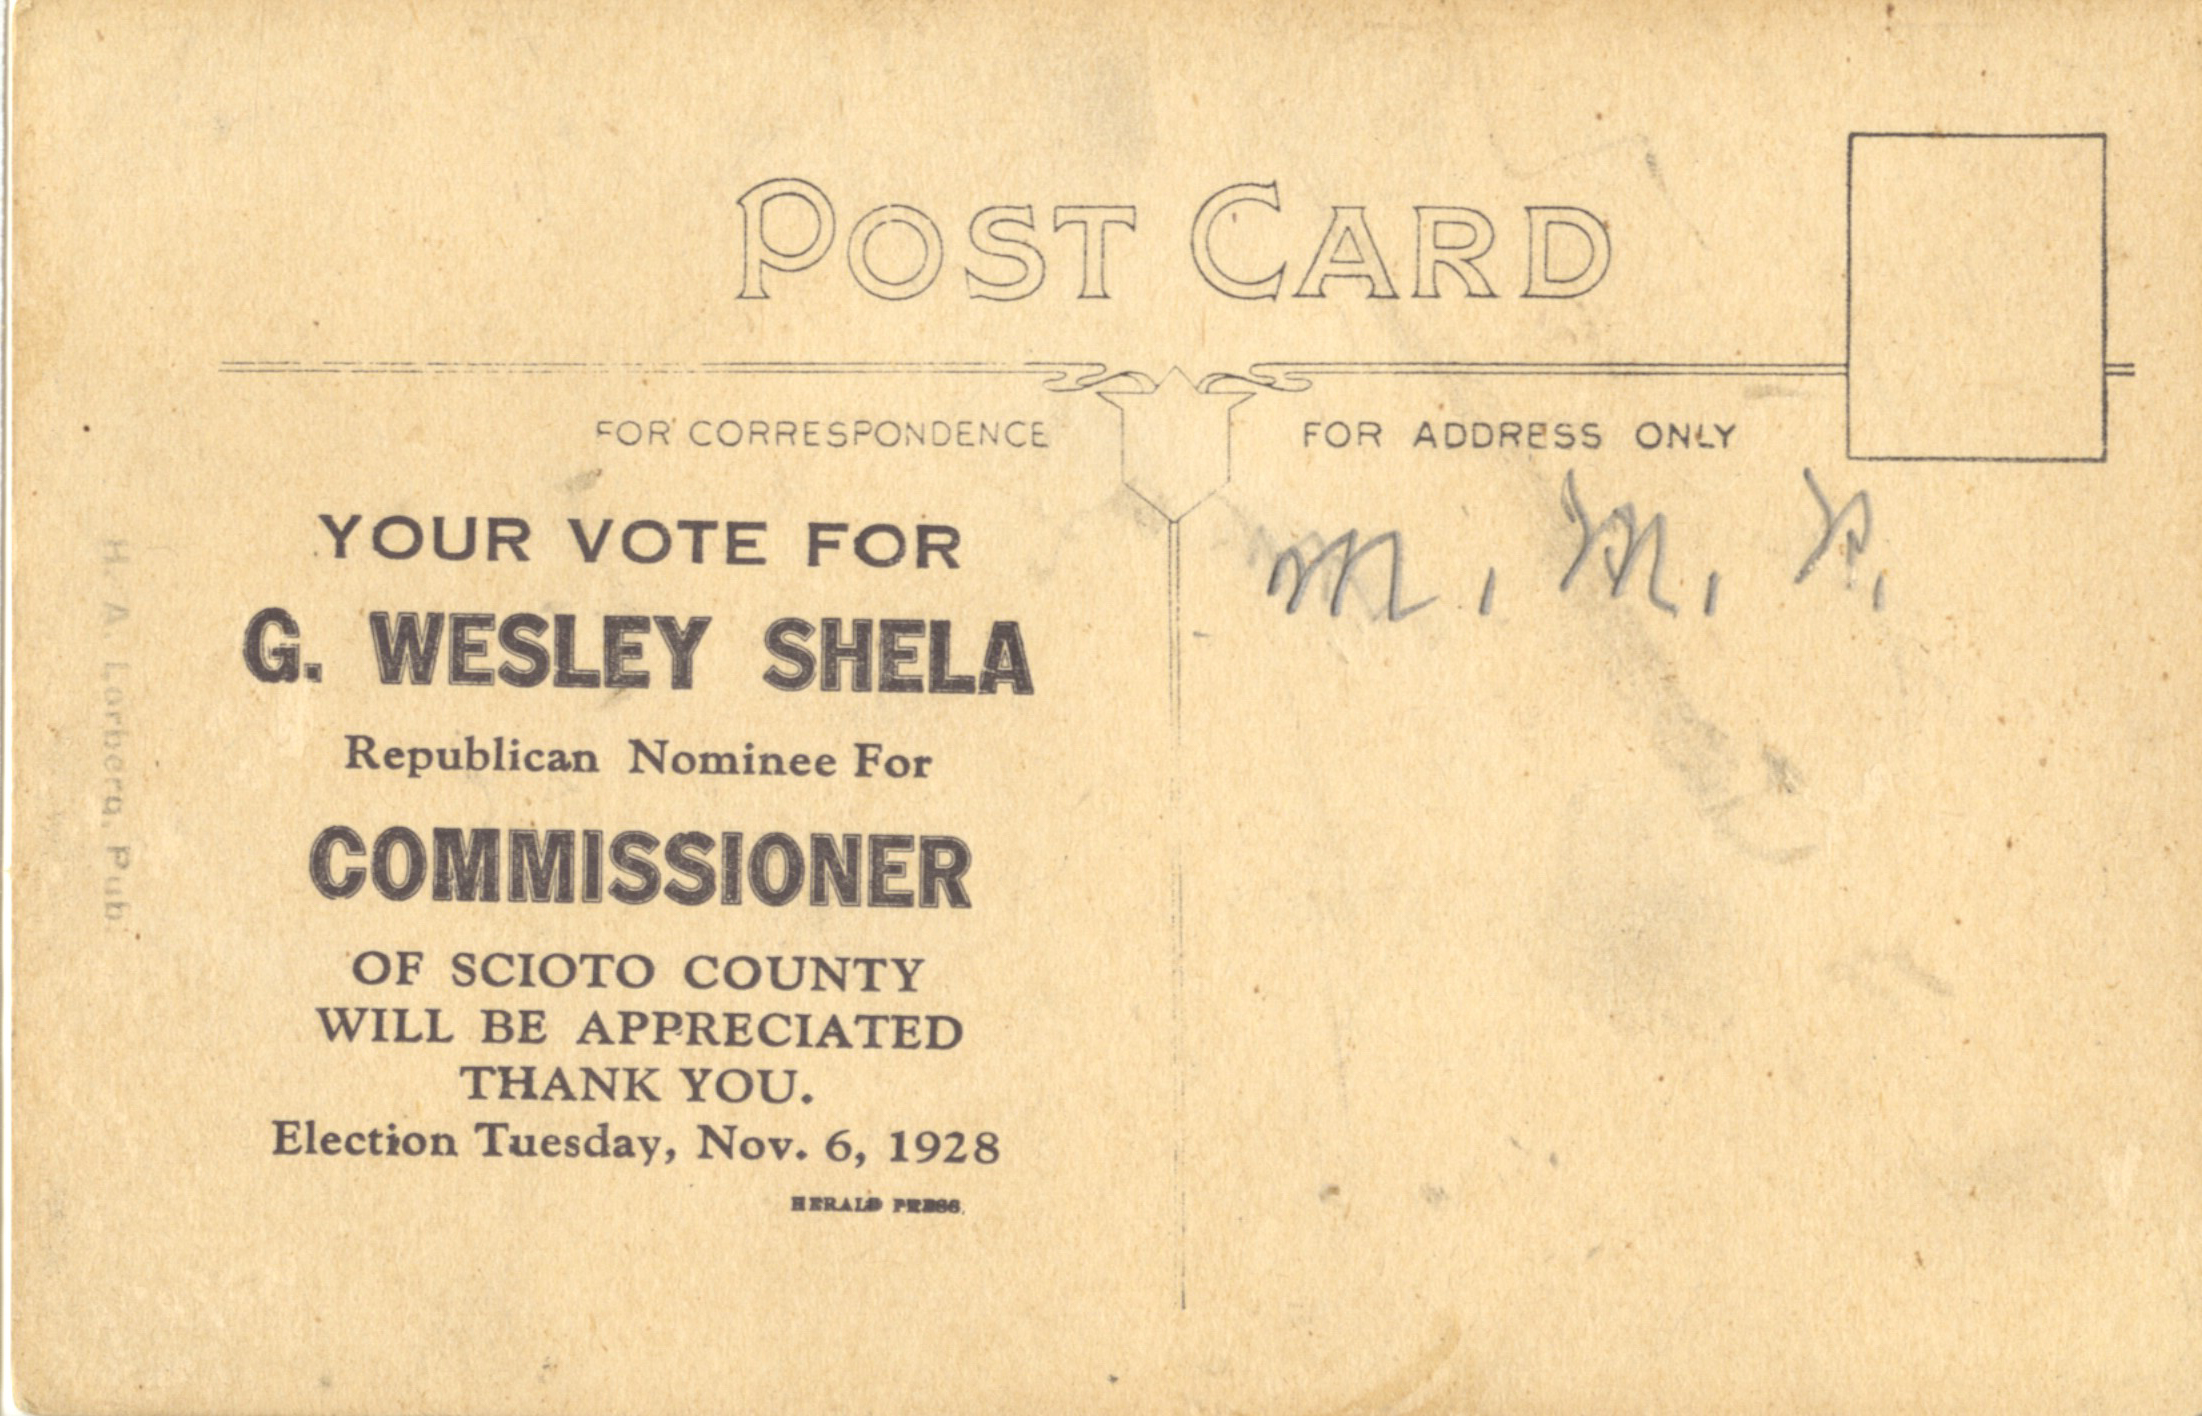 POST CARD
FOR CORRESPONDENCE
FOR ADDRESS ONLY
YOUR VOTE FOR
G. WESLEY SHELA
Republican Nominee For
COMMISSIONER
OF SCIOTO COUNTY
WILL BE APPRECIATED
THANK YOU.
Election Tuesday, Nov. 6, 1928
HERALD PRESS.
H. A. Lorberg, Pub